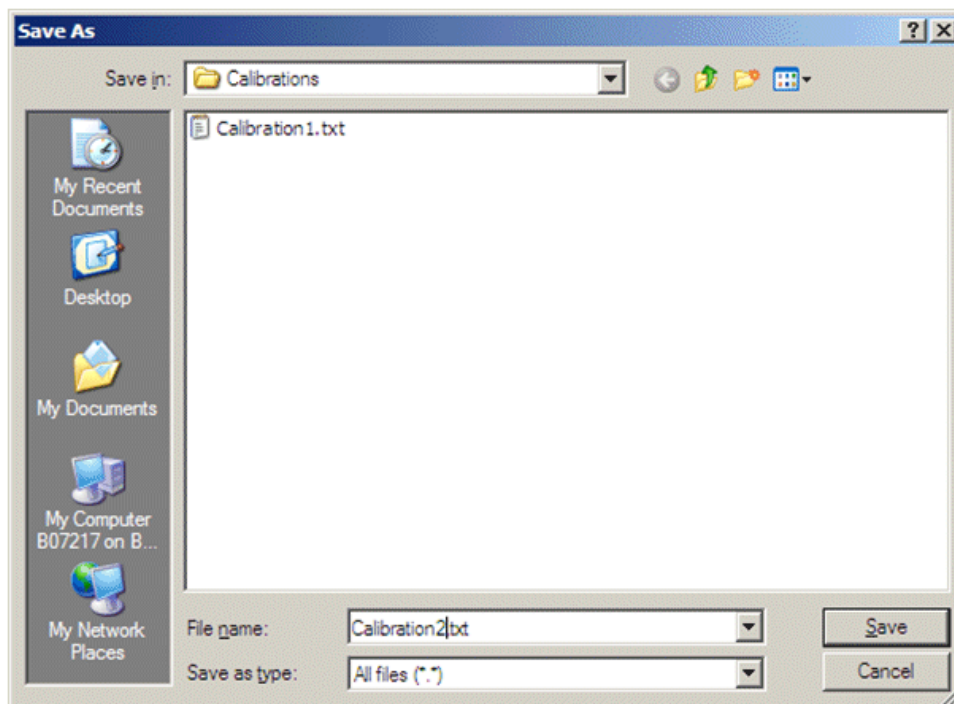 Save As
Save in:
Calibrations
Calibration1.txt
My Recent
Documents
Desktop
My Documents
My Computer
B07217 on B...
My Network
Places
File name:
Calibration2.txt
Save
Save as type:
All files (*.*)
Cancel